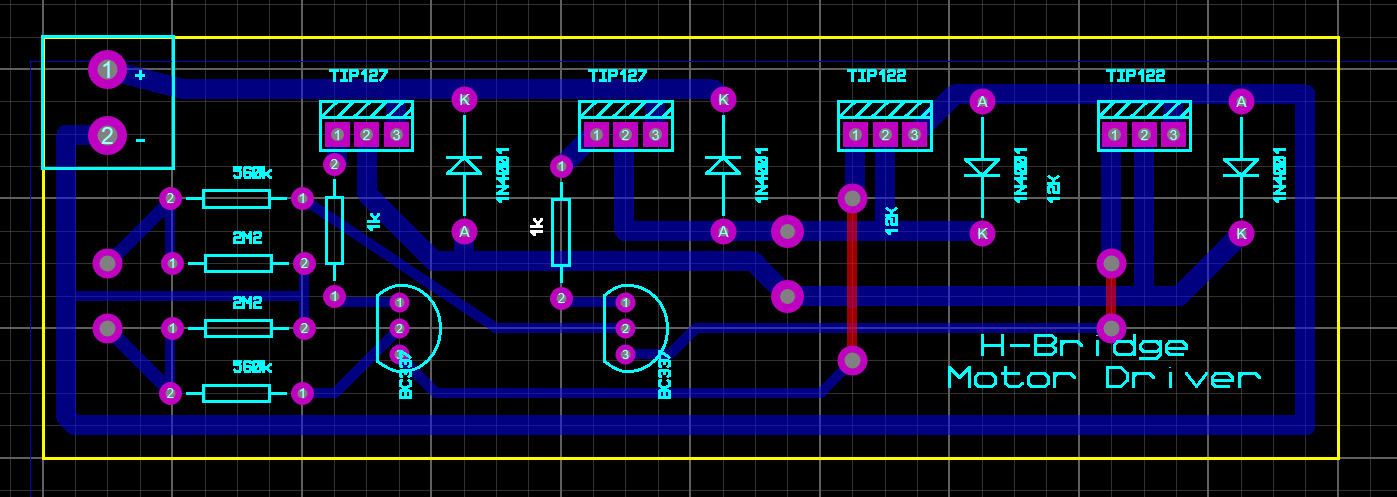 TIP127
TIP127
TIP122
TIP122
1
+
2
-
1 2 3
1 2 3
1 2 3
1 2 3
K
K
A
A
1N4001
1N4001
1N4001
1N4001
12K
12K
A
A
K
K
560k
2 1
2M2
1 2
2M2
1 2
560k
2 1
2
1k
1
1
1k
2
1
2
3
BC337
1
2
3
BC337
H-Bridge
Motor Driver